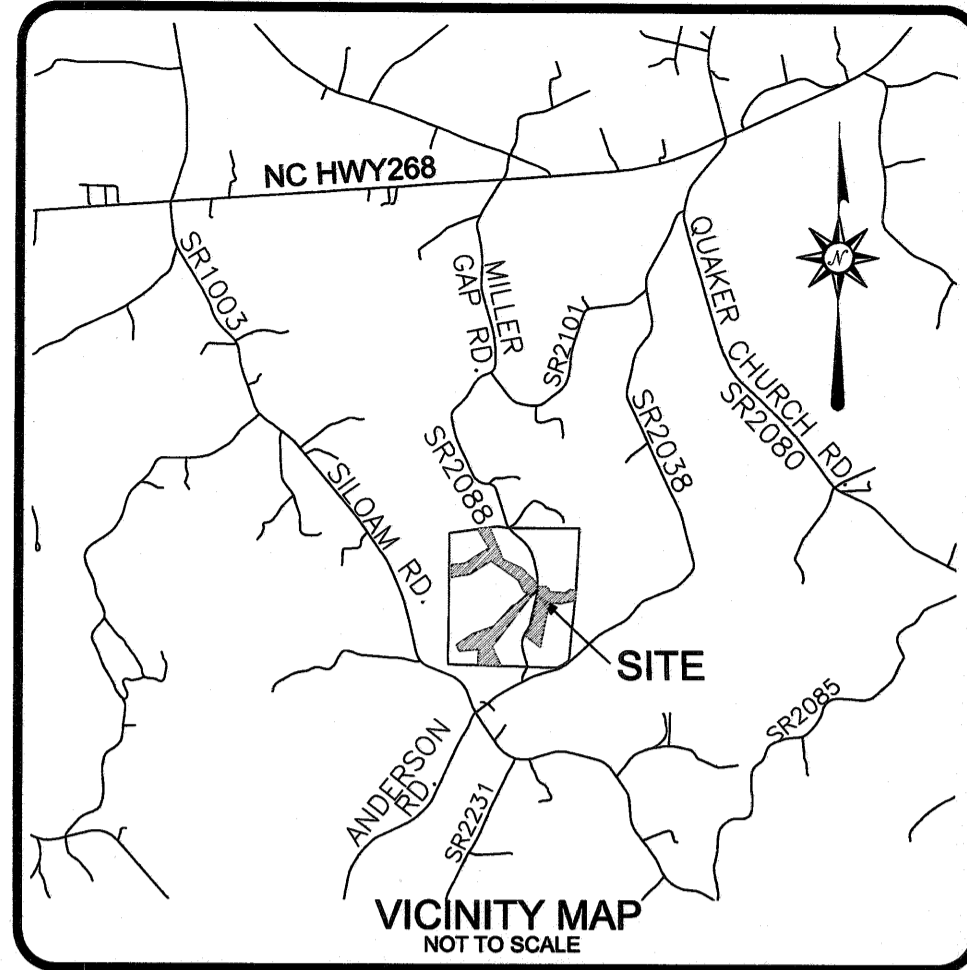 NC HWY268
SR1003
MILLER
GAP RD.
QUAKER CHURCH RD.
N
SR2101
SR2080
SR2038
SR2088
SILOAM RD.
SITE
SR2085
ANDERSON
RD.
SR2231
VICINITY MAP
NOT TO SCALE